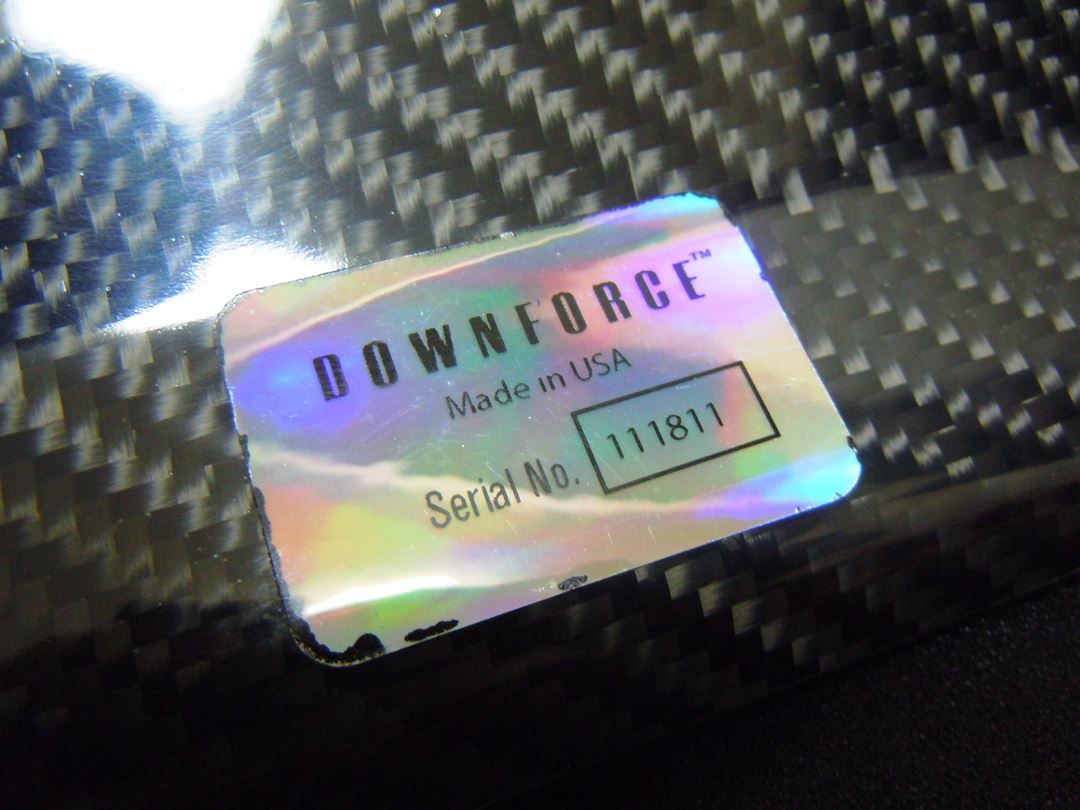 DOWNFORCE™
Made in USA
Serial No. 111811